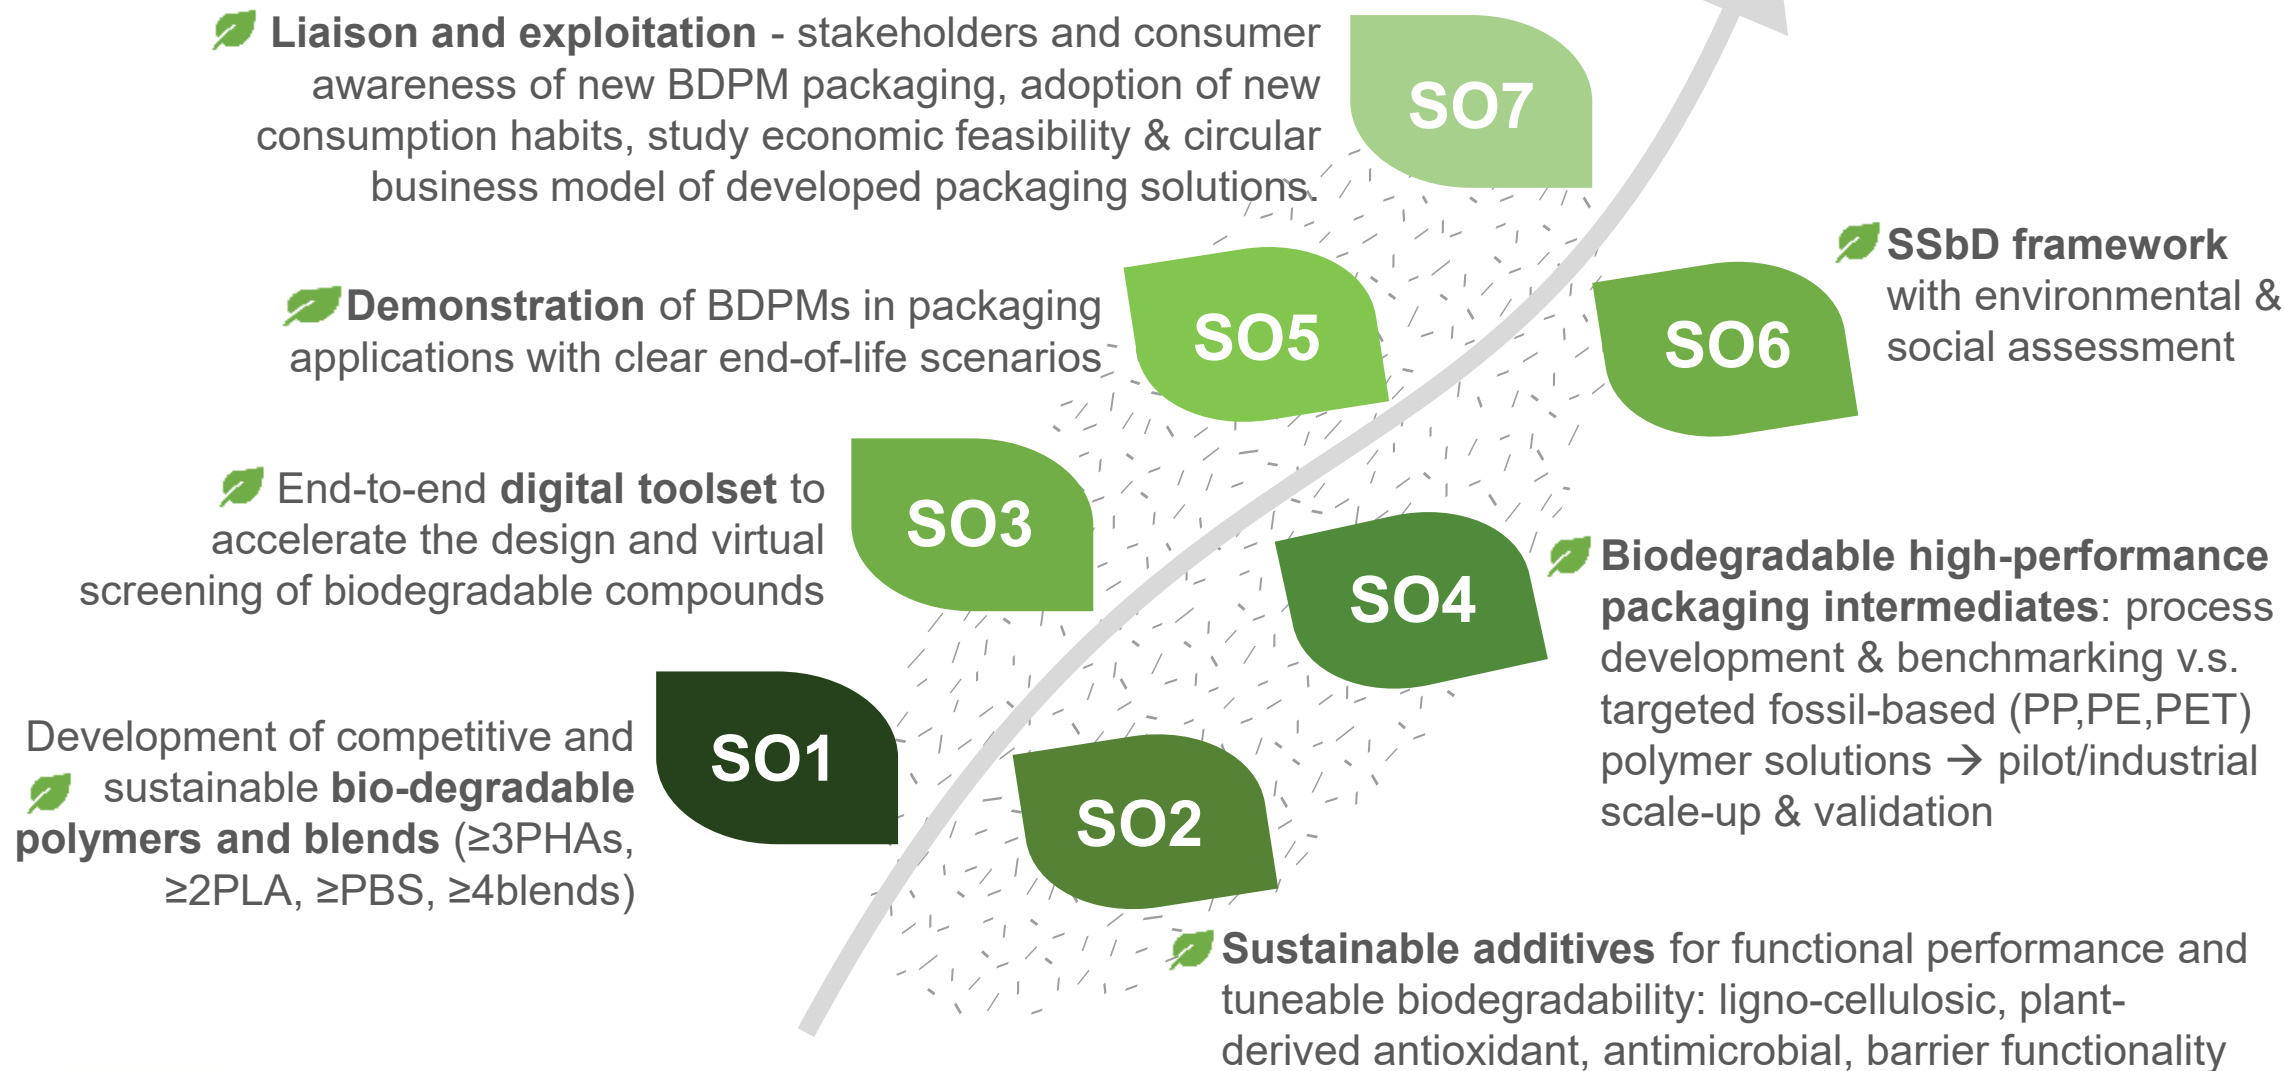 Liaison and exploitation - stakeholders and consumer
awareness of new BDPM packaging, adoption of new
consumption habits, study economic feasibility & circular
business model of developed packaging solutions.
SO7
SSbD framework
with environmental &
social assessment
SO6
Demonstration of BDPMs in packaging
applications with clear end-of-life scenarios
SO5
End-to-end digital toolset to
accelerate the design and virtual
screening of biodegradable compounds
SO3
SO4
Biodegradable high-performance
packaging intermediates: process
development & benchmarking v.s.
targeted fossil-based (PP,PE,PET)
polymer solutions → pilot/industrial
scale-up & validation
Development of competitive and
sustainable bio-degradable
polymers and blends (≥3PHAs,
≥2PLA, ≥PBS, ≥4blends)
SO1
SO2
Sustainable additives for functional performance and
tuneable biodegradability: ligno-cellulosic, plant-
derived antioxidant, antimicrobial, barrier functionality